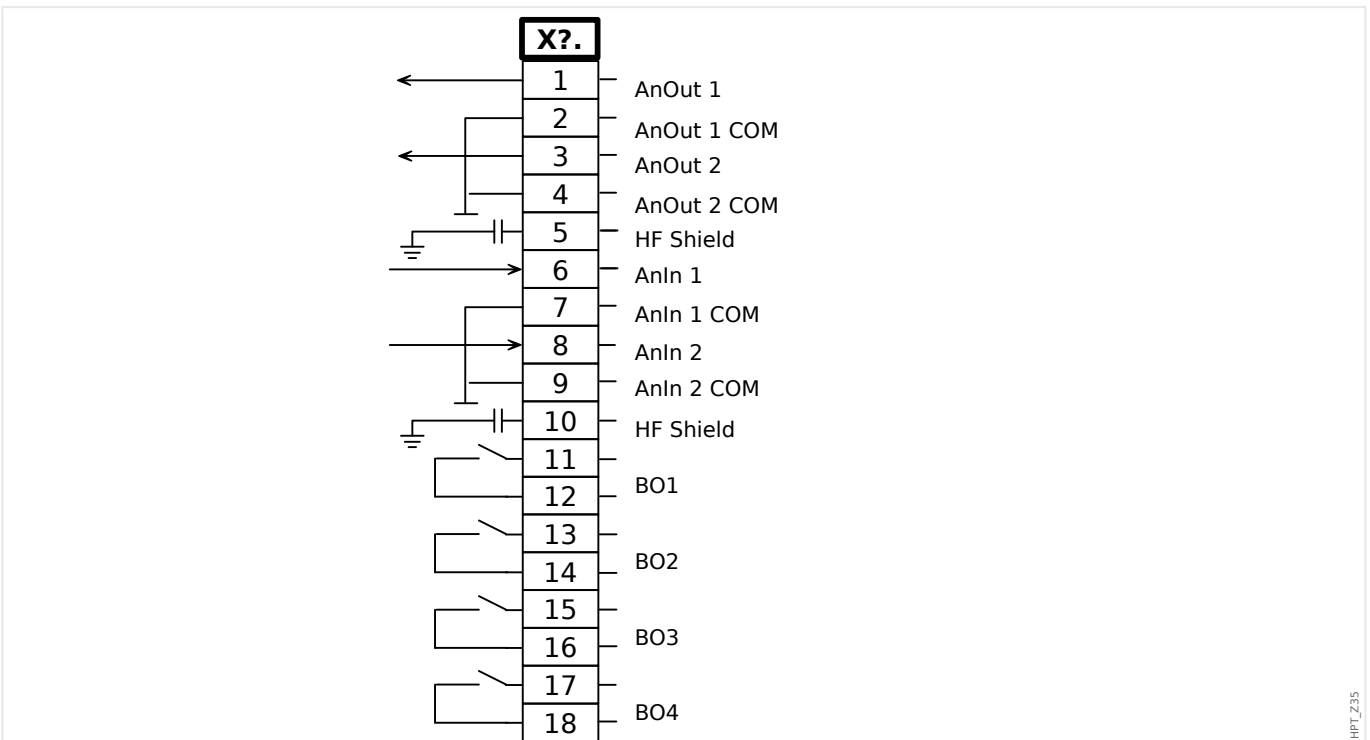 X?.
1 AnOut 1
2 AnOut 1 COM
3 AnOut 2
4 AnOut 2 COM
5 HF Shield
6 AnIn 1
7 AnIn 1 COM
8 AnIn 2
9 AnIn 2 COM
10 HF Shield
11
BO1
12
13
BO2
14
15
BO3
16
17
BO4
18
HPT_Z35